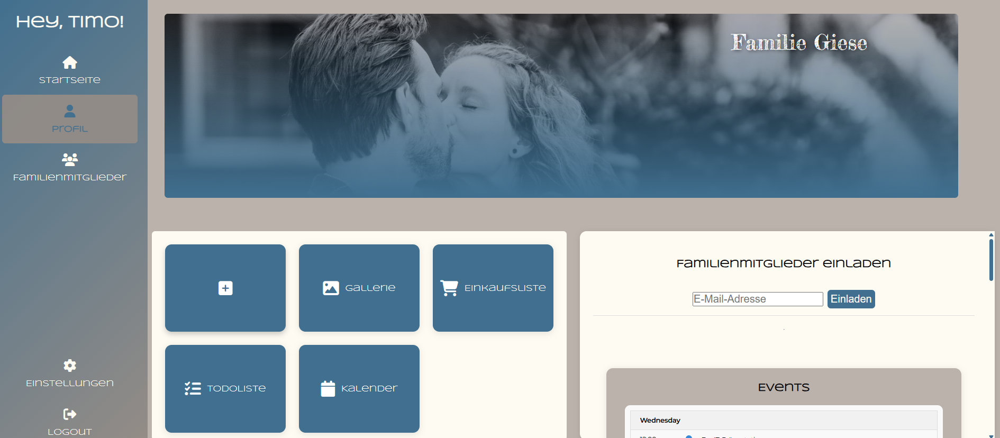 Hey, Timo!
Startseite
Profil
Familienmitglieder
Einstellungen
Logout
Familie Giese
Gallerie
Einkaufsliste
Todoliste
Kalender
Familienmitglieder einladen
E-Mail-Adresse
Einladen
Events
Wednesday